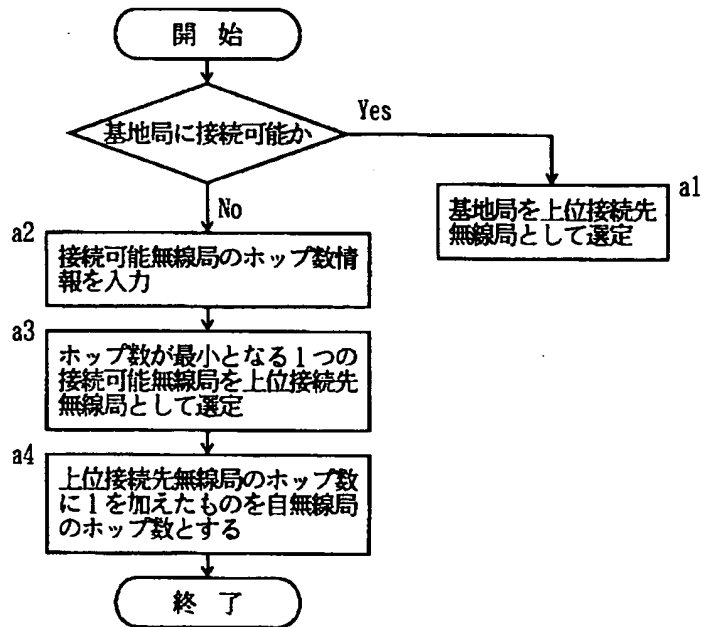 開 始
基地局に接続可能か
Yes
a1
基地局を上位接続先
無線局として選定
No
a2
接続可能無線局のホップ数情
報を入力
a3
ホップ数が最小となる1つの
接続可能無線局を上位接続先
無線局として選定
a4
上位接続先無線局のホップ数
に1を加えたものを自無線局
のホップ数とする
終 了